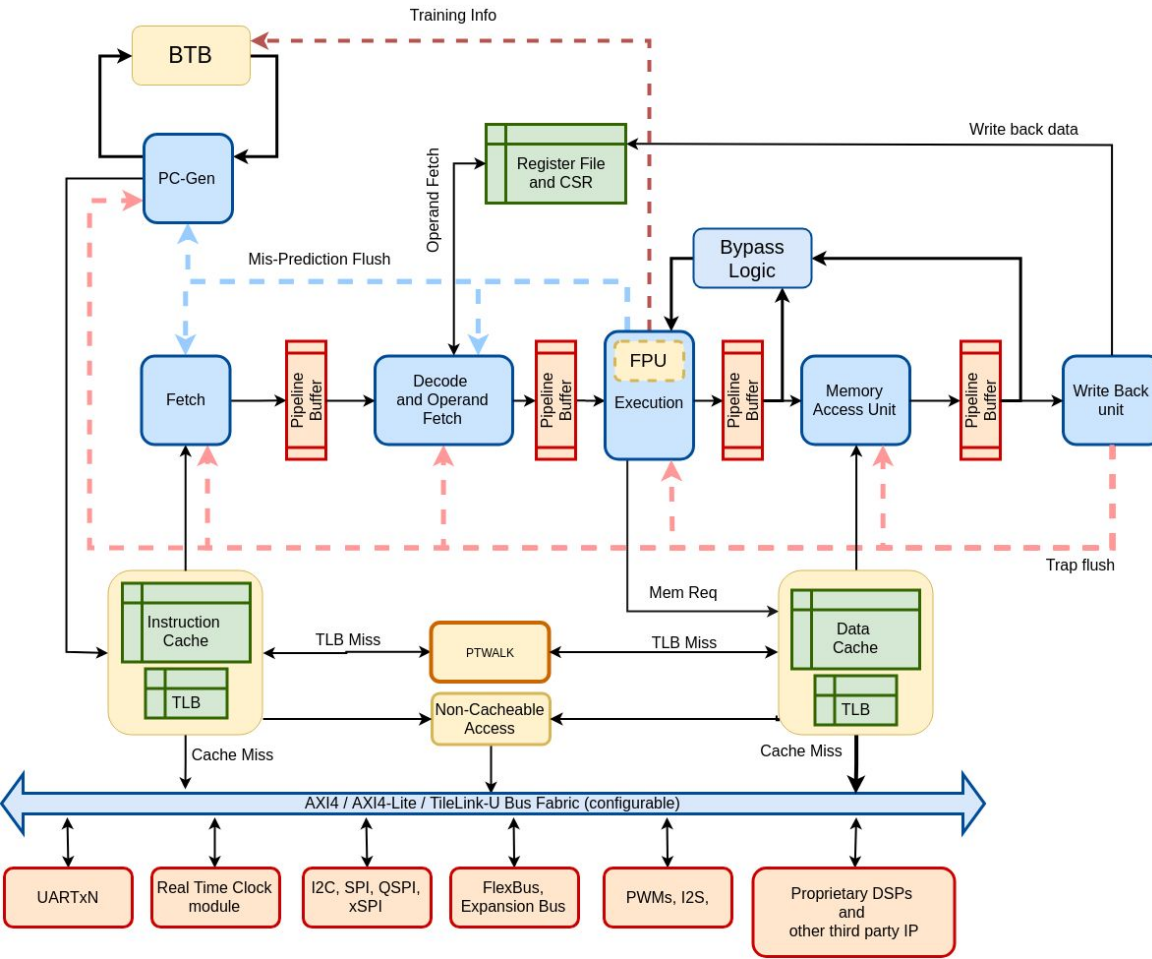 Training Info
BTB
Write back data
Register File
and CSR
PC-Gen
Operand Fetch
Bypass
Logic
Mis-Prediction Flush
Fetch
Pipeline
Buffer
Decode
and Operand
Fetch
Pipeline
Buffer
FPU
Execution
Pipeline
Buffer
Memory
Access Unit
Pipeline
Buffer
Write Back
unit
Trap flush
Instruction
Cache
TLB
TLB Miss
PTWALK
Mem Req
TLB Miss
Data
Cache
TLB
Non-Cacheable
Access
Cache Miss
Cache Miss
AXI4 / AXI4-Lite / TileLink-U Bus Fabric (configurable)
UARTxN
Real Time Clock
module
I2C, SPI, QSPI,
xSPI
FlexBus,
Expansion Bus
PWMs, I2S,
Proprietary DSPs
and
other third party IP